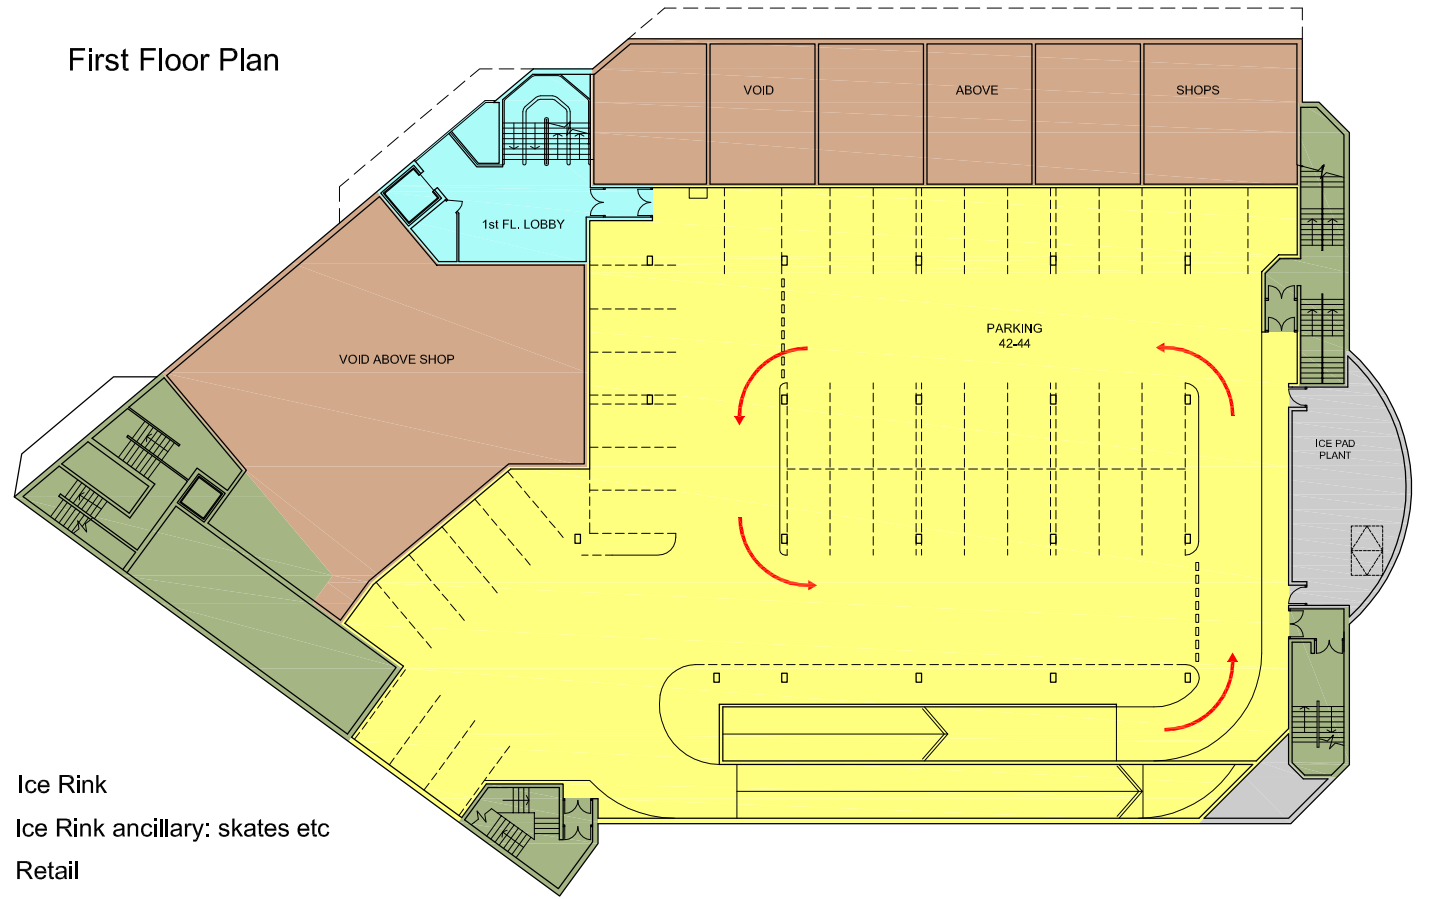 First Floor Plan
VOID
ABOVE
SHOPS
1st FL. LOBBY
PARKING
42-44
VOID ABOVE SHOP
ICE PAD
PLANT
Ice Rink
Ice Rink ancillary: skates etc
Retail